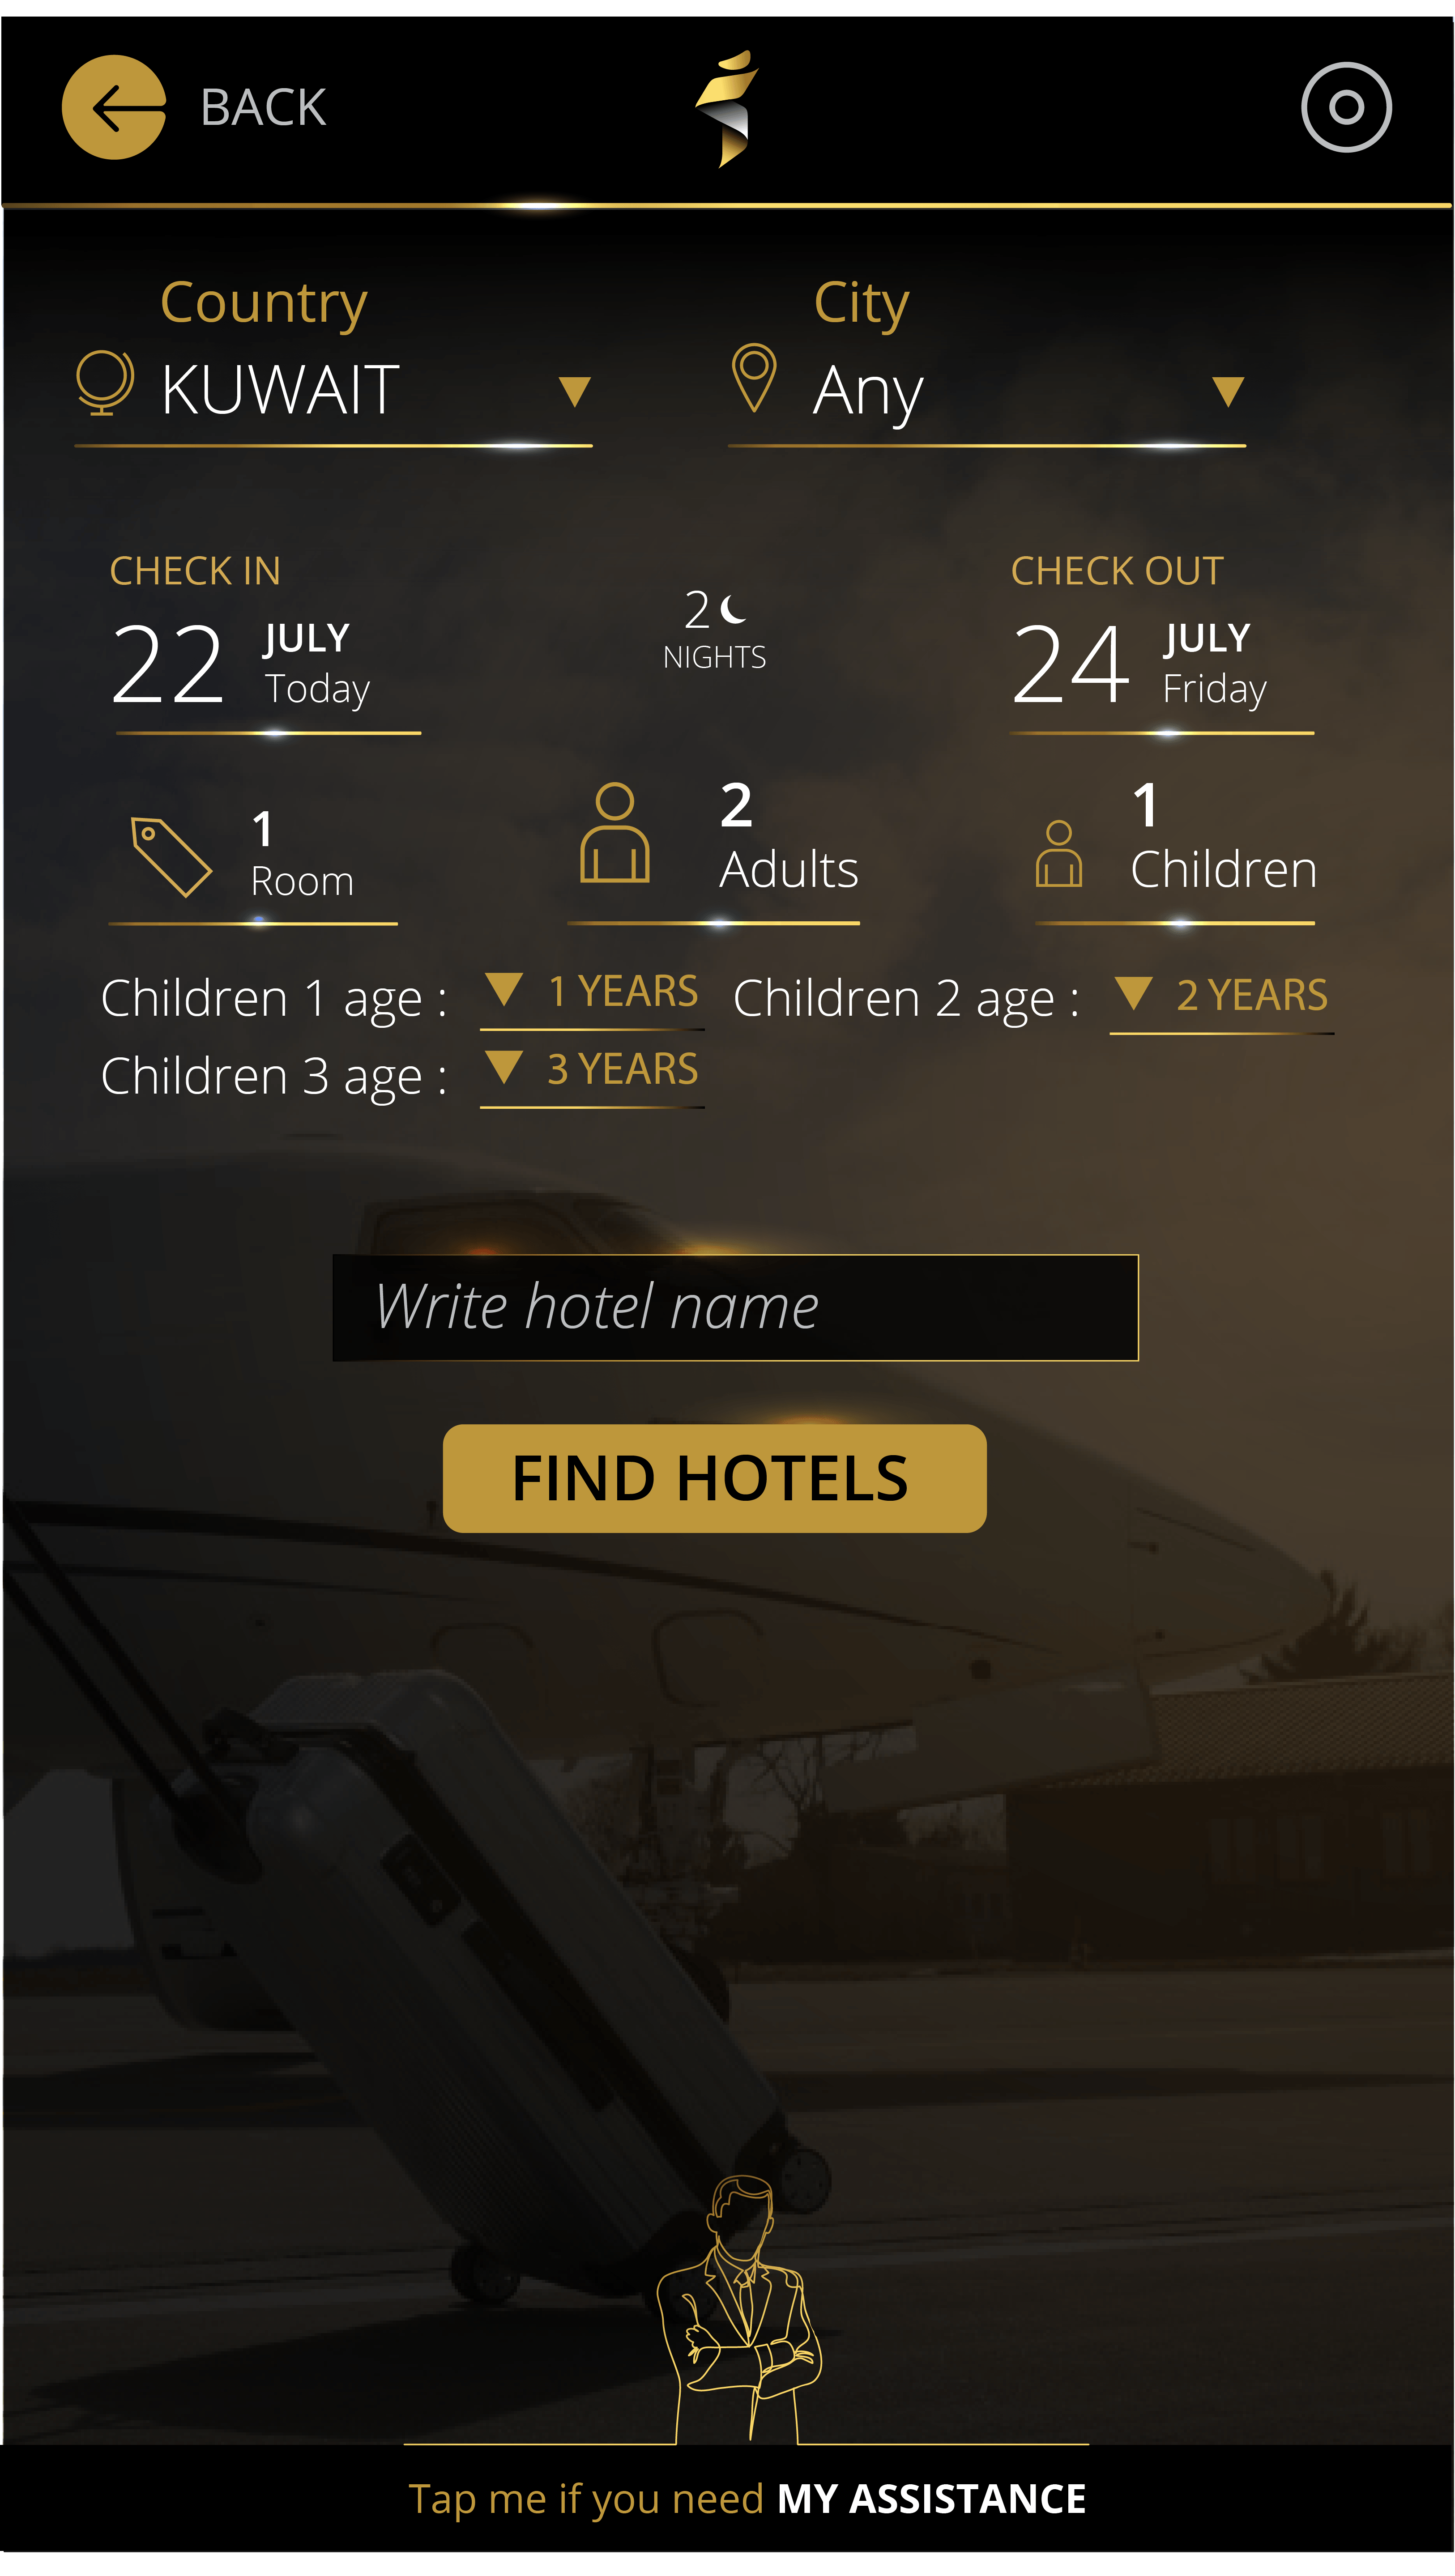 BACK
Country
City
KUWAIT
Any
CHECK IN
CHECK OUT
22 JULY
Today
2
NIGHTS
24 JULY
Friday
1
Room
2
Adults
1
Children
Children 1 age : 1 YEARS
Children 2 age : 2 YEARS
Children 3 age : 3 YEARS
Write hotel name
FIND HOTELS
Tap me if you need MY ASSISTANCE